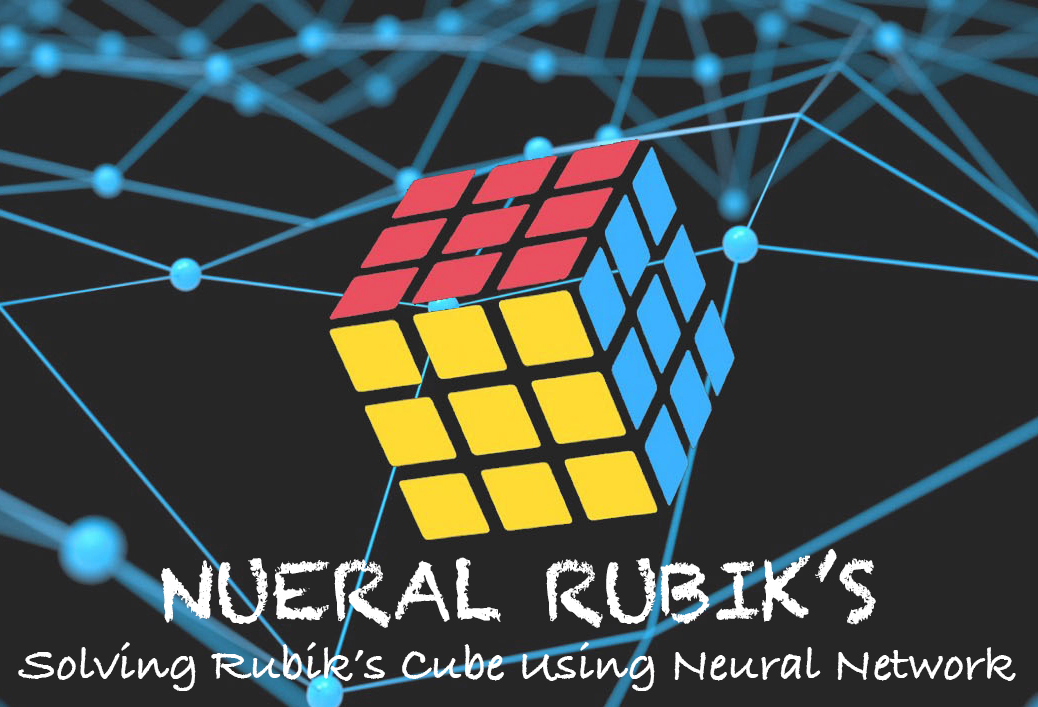 NUERAL RUBIK'S
Solving Rubik's Cube Using Neural Network